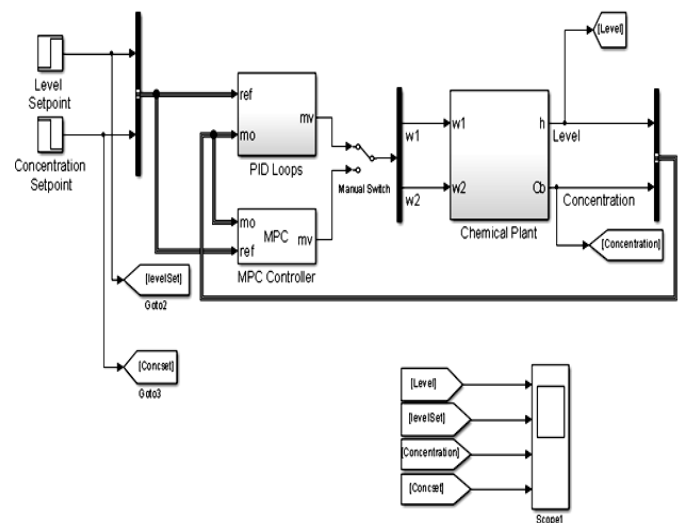 [Level]
Level
Setpoint
Concentration
Setpoint
ref
mo
mv
PID Loops
Manual Switch
mo
ref
MPC
mv
MPC Controller
w1
w2
w1
w2
h
Cb
Chemical Plant
Level
Concentration
[Concentration]
[levelSet]
Goto2
[Concset]
Goto3
[Level]
[levelSet]
[Concentration]
[Concset]
Scope1